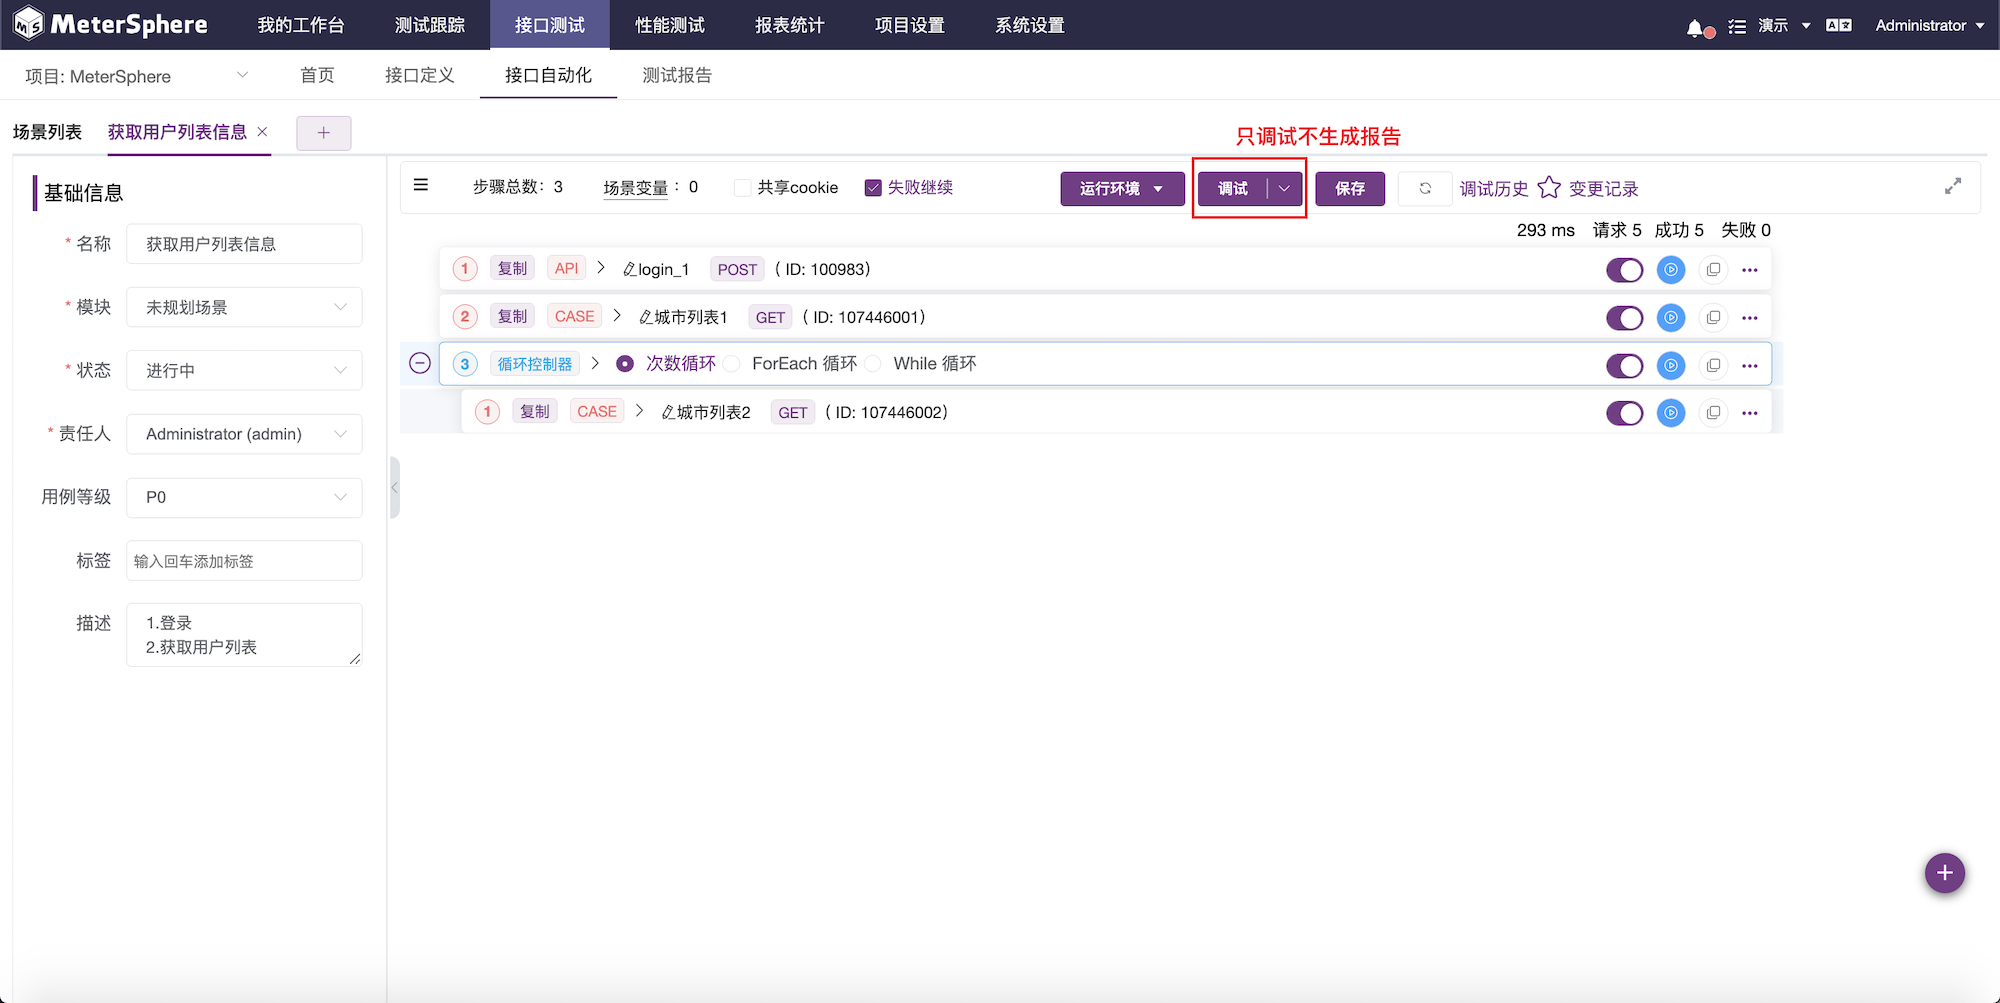 MeterSphere 我的工作台 测试跟踪 接口测试 性能测试 报表统计 项目设置 系统设置 演示 Administrator
项目: MeterSphere 首页 接口定义 接口自动化 测试报告
场景列表 获取用户列表信息
只调试不生成报告
基础信息
* 名称 获取用户列表信息
* 模块 未规划场景
* 状态 进行中
* 责任人 Administrator (admin)
用例等级 P0
标签 输入回车添加标签
描述 1.登录
2.获取用户列表
步骤总数：3 场景变量：0 共享cookie 失败继续 运行环境 调试 保存 调试历史 变更记录
293 ms 请求 5 成功 5 失败 0
1 复制 API login_1 POST ( ID: 100983)
2 复制 CASE 城市列表1 GET ( ID: 107446001)
3 循环控制器 次数循环 ForEach 循环 While 循环
1 复制 CASE 城市列表2 GET ( ID: 107446002)